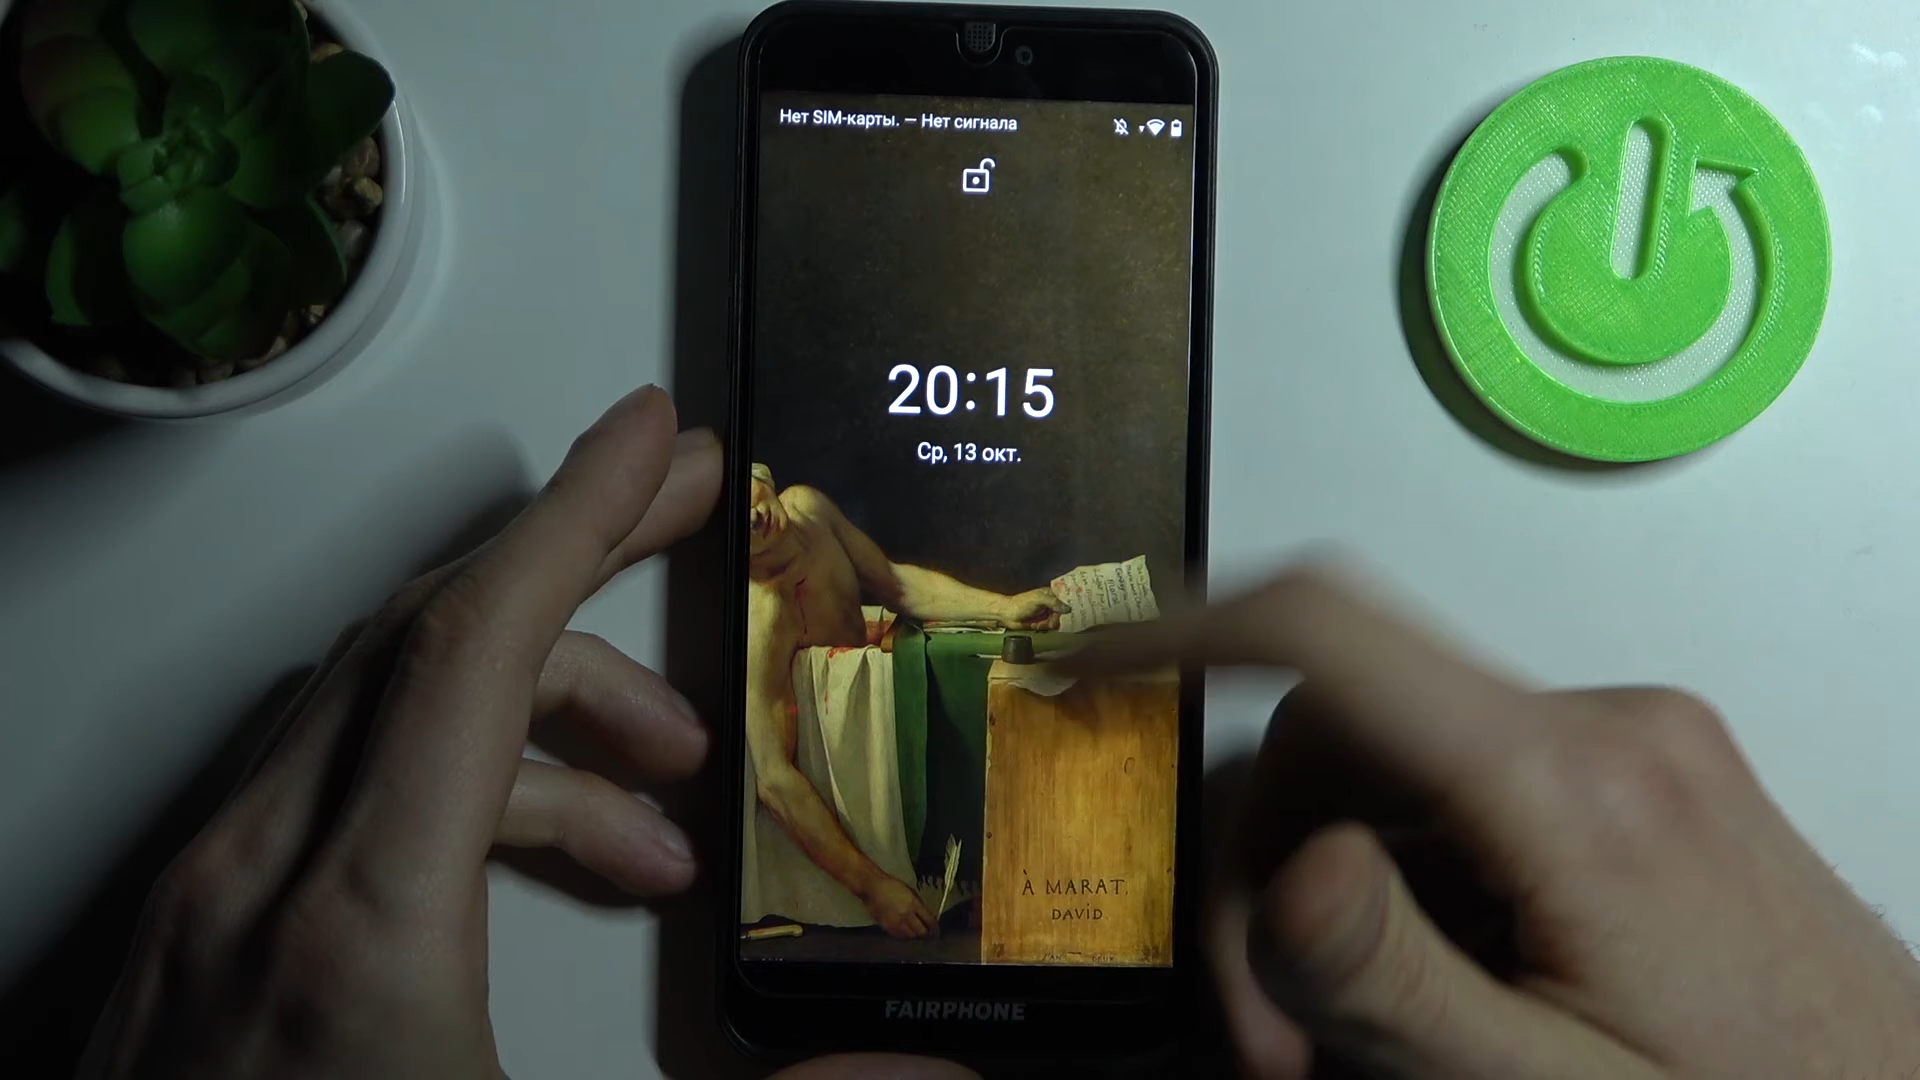 Нет SIM-карты. — Нет сигнала
20:15
Ср, 13 окт.
À MARAT.
DAVID
FAIRPHONE